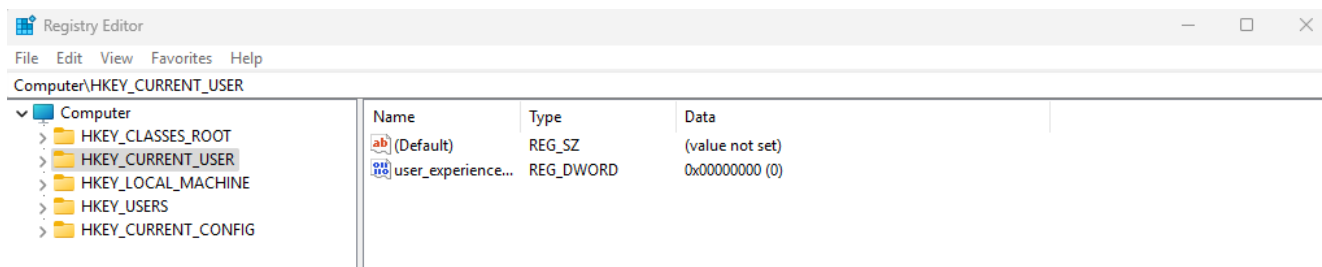 Registry Editor
File Edit View Favorites Help
Computer\HKEY_CURRENT_USER
Computer
HKEY_CLASSES_ROOT
HKEY_CURRENT_USER
HKEY_LOCAL_MACHINE
HKEY_USERS
HKEY_CURRENT_CONFIG
Name Type Data
ab (Default) REG_SZ (value not set)
user_experience... REG_DWORD 0x00000000 (0)